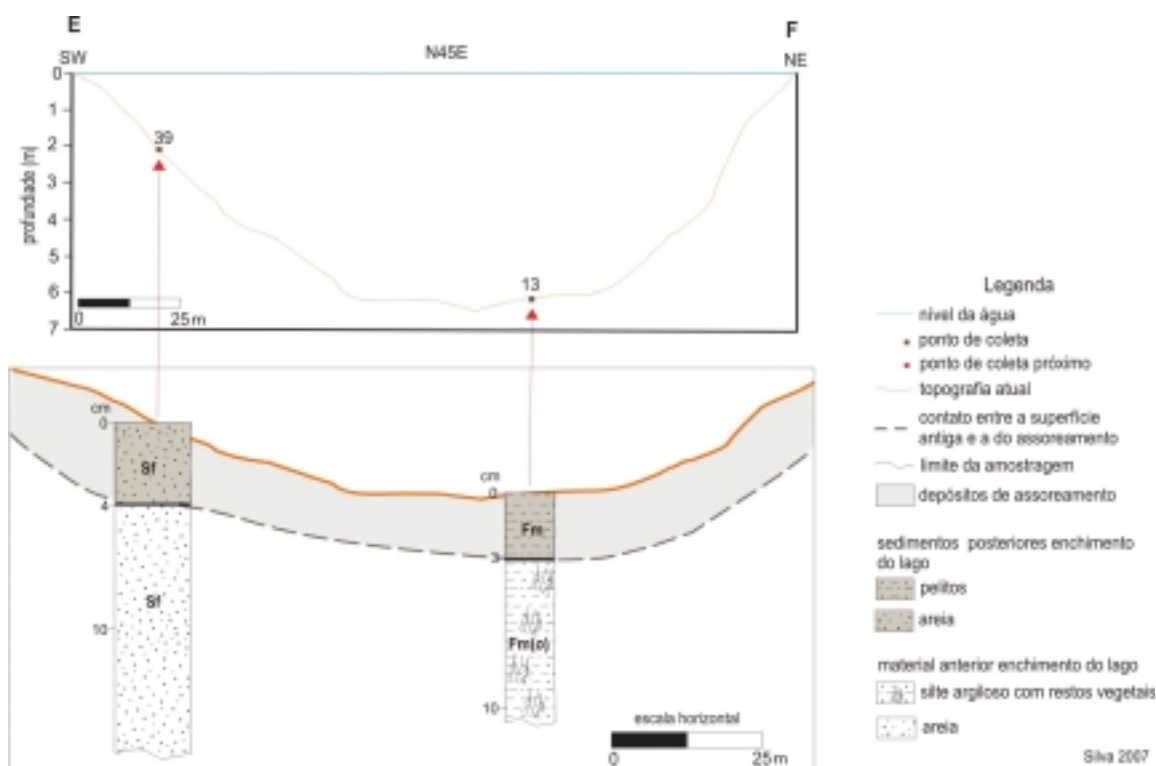 E
F
SW
N45E
NE
0
1
2
3
4
5
6
7
profundiade (m)
39
13
0
25 m
cm
0
Sf
4
Sf
10
cm
0
Fm
3
Fm(o)
10
escala horizontal
0
25 m
Legenda
nível da água
ponto de coleta
ponto de coleta próximo
topografia atual
contato entre a superfície
antiga e a do assoreamento
limite da amostragem
depósitos de assoreamento
sedimentos posteriores enchimento
do lago
pelitos
areia
material anterior enchimento do lago
silte argiloso com restos vegetais
areia
Silva 2007